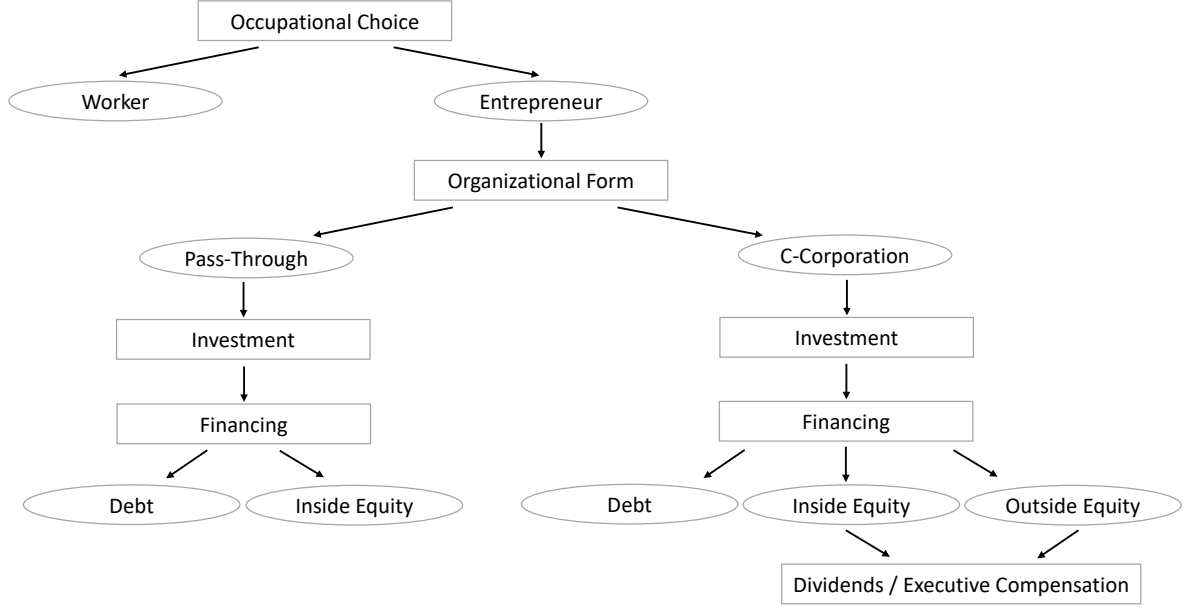 Occupational Choice
Worker
Entrepreneur
Organizational Form
Pass-Through
C-Corporation
Investment
Investment
Financing
Financing
Debt
Inside Equity
Debt
Inside Equity
Outside Equity
Dividends / Executive Compensation